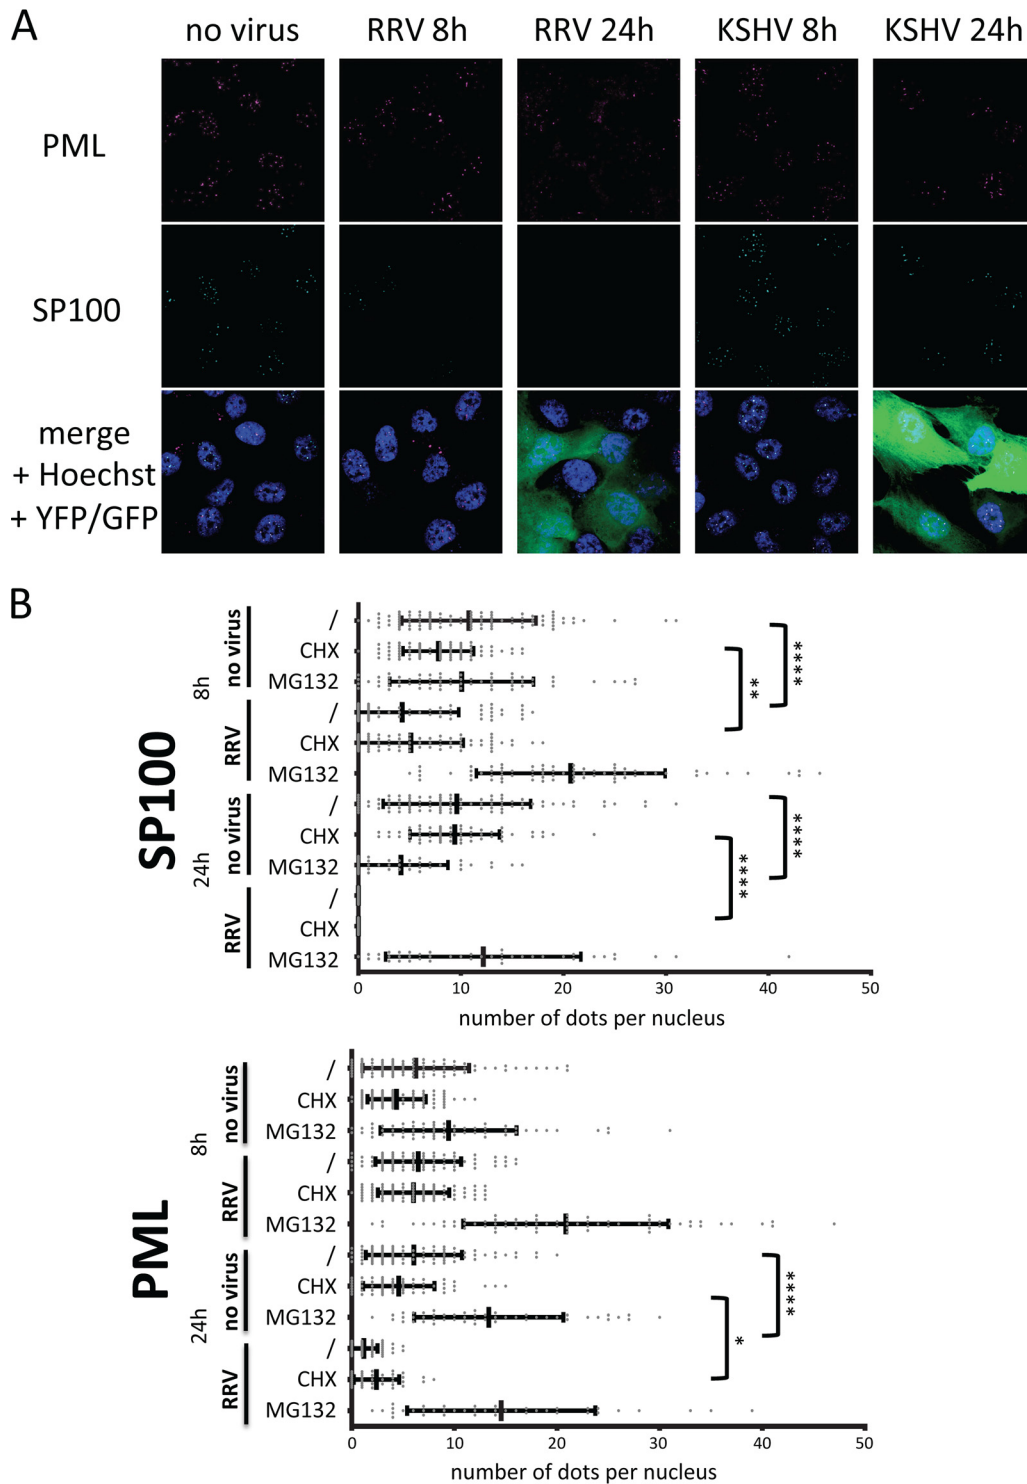 A
no virus RRV 8h RRV 24h KSHV 8h KSHV 24h
PML
SP100
merge
+ Hoechst
+ YFP/GFP
B
SP100
8h
no virus
/
CHX
MG132
RRV
/
CHX
MG132
24h
no virus
/
CHX
MG132
RRV
/
CHX
MG132
**
****
****
****
0 10 20 30 40 50
number of dots per nucleus
PML
8h
no virus
/
CHX
MG132
RRV
/
CHX
MG132
24h
no virus
/
CHX
MG132
RRV
/
CHX
MG132
*
****
0 10 20 30 40 50
number of dots per nucleus